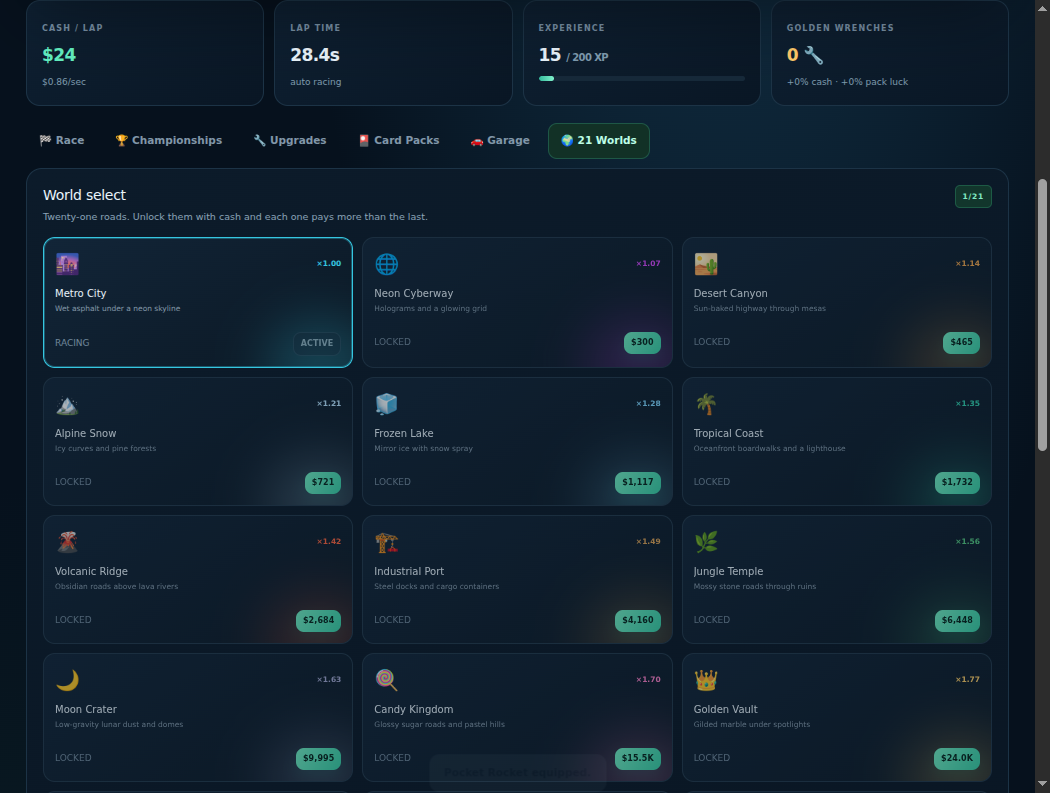 CASH / LAP
$24
$0.86/sec
LAP TIME
28.4s
auto racing
EXPERIENCE
15 / 200 XP
GOLDEN WRENCHES
0
+0% cash · +0% pack luck
Race
Championships
Upgrades
Card Packs
Garage
21 Worlds
World select
1/21
Twenty-one roads. Unlock them with cash and each one pays more than the last.
×1.00
Metro City
Wet asphalt under a neon skyline
RACING
ACTIVE
×1.07
Neon Cyberway
Holograms and a glowing grid
LOCKED
$300
×1.14
Desert Canyon
Sun-baked highway through mesas
LOCKED
$465
×1.21
Alpine Snow
Icy curves and pine forests
LOCKED
$721
×1.28
Frozen Lake
Mirror ice with snow spray
LOCKED
$1,117
×1.35
Tropical Coast
Oceanfront boardwalks and a lighthouse
LOCKED
$1,732
×1.42
Volcanic Ridge
Obsidian roads above lava rivers
LOCKED
$2,684
×1.49
Industrial Port
Steel docks and cargo containers
LOCKED
$4,160
×1.56
Jungle Temple
Mossy stone roads through ruins
LOCKED
$6,448
×1.63
Moon Crater
Low-gravity lunar dust and domes
LOCKED
$9,995
×1.70
Candy Kingdom
Glossy sugar roads and pastel hills
LOCKED
$15.5K
×1.77
Golden Vault
Gilded marble under spotlights
LOCKED
$24.0K
Pocket Rocket equipped